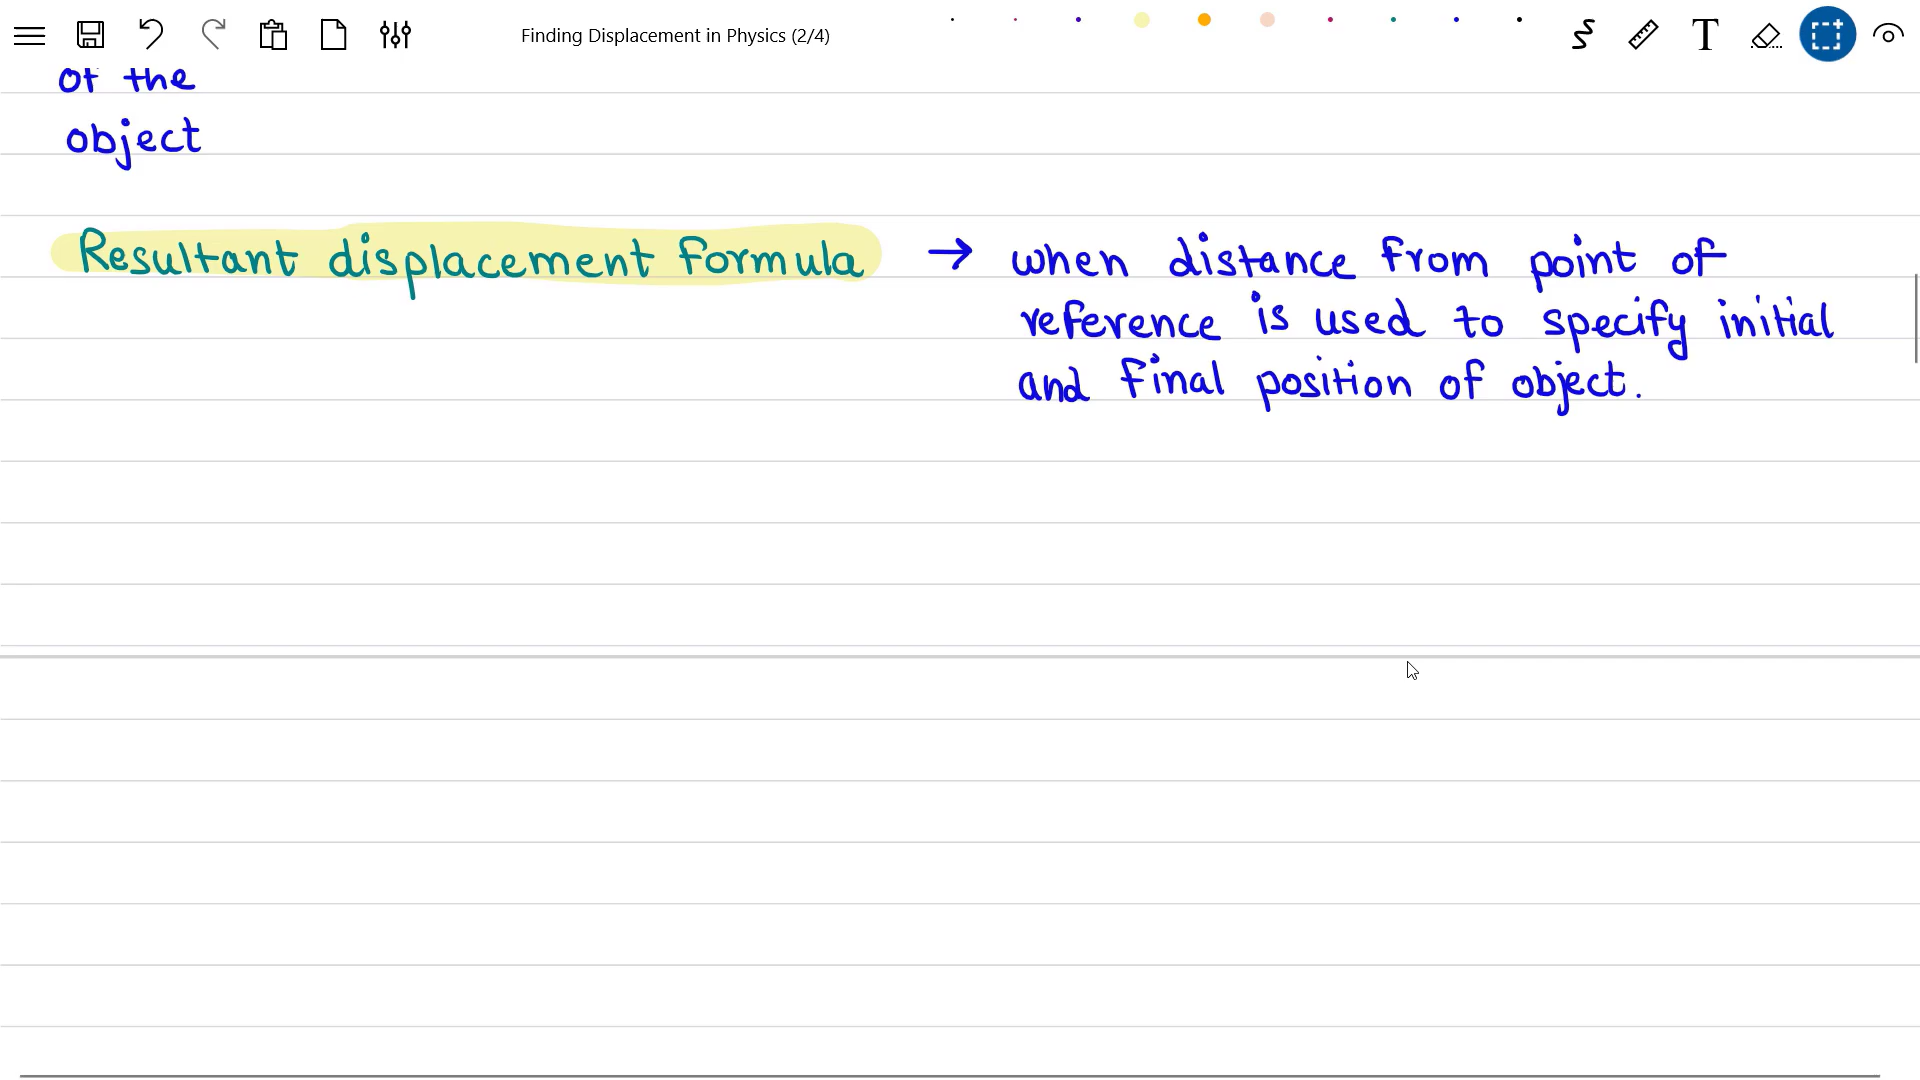 Finding Displacement in Physics (2/4)
T
of the
object
Resultant displacement formula → when distance from point of
reference is used to specify initial
and final position of object.